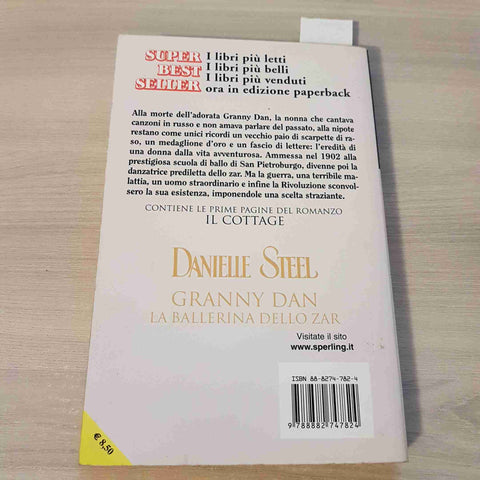 SUPER
BEST
SELLER
I libri più letti
I libri più belli
I libri più venduti
ora in edizione paperback
Alla morte dell'adorata Granny Dan, la nonna che cantava
canzoni in russo e non amava parlare del passato, alla nipote
restano come unici ricordi un vecchio paio di scarpette di ra-
so, un medaglione d'oro e un fascio di lettere: l'eredità di
una donna dalla vita avventurosa. Ammessa nel 1902 alla
prestigiosa scuola di ballo di San Pietroburgo, divenne poi la
danzatrice prediletta dello zar. Ma la guerra, una terribile ma-
lattia, un uomo straordinario e infine la Rivoluzione sconvol-
sero la sua esistenza, imponendole una scelta straziante.
CONTIENE LE PRIME PAGINE DEL ROMANZO
IL COTTAGE
DANIELLE STEEL
GRANNY DAN
LA BALLERINA DELLO ZAR
Visitate il sito
www.sperling.it
ISBN 88-8274-782-4
9 788882 747824
€ 8,50